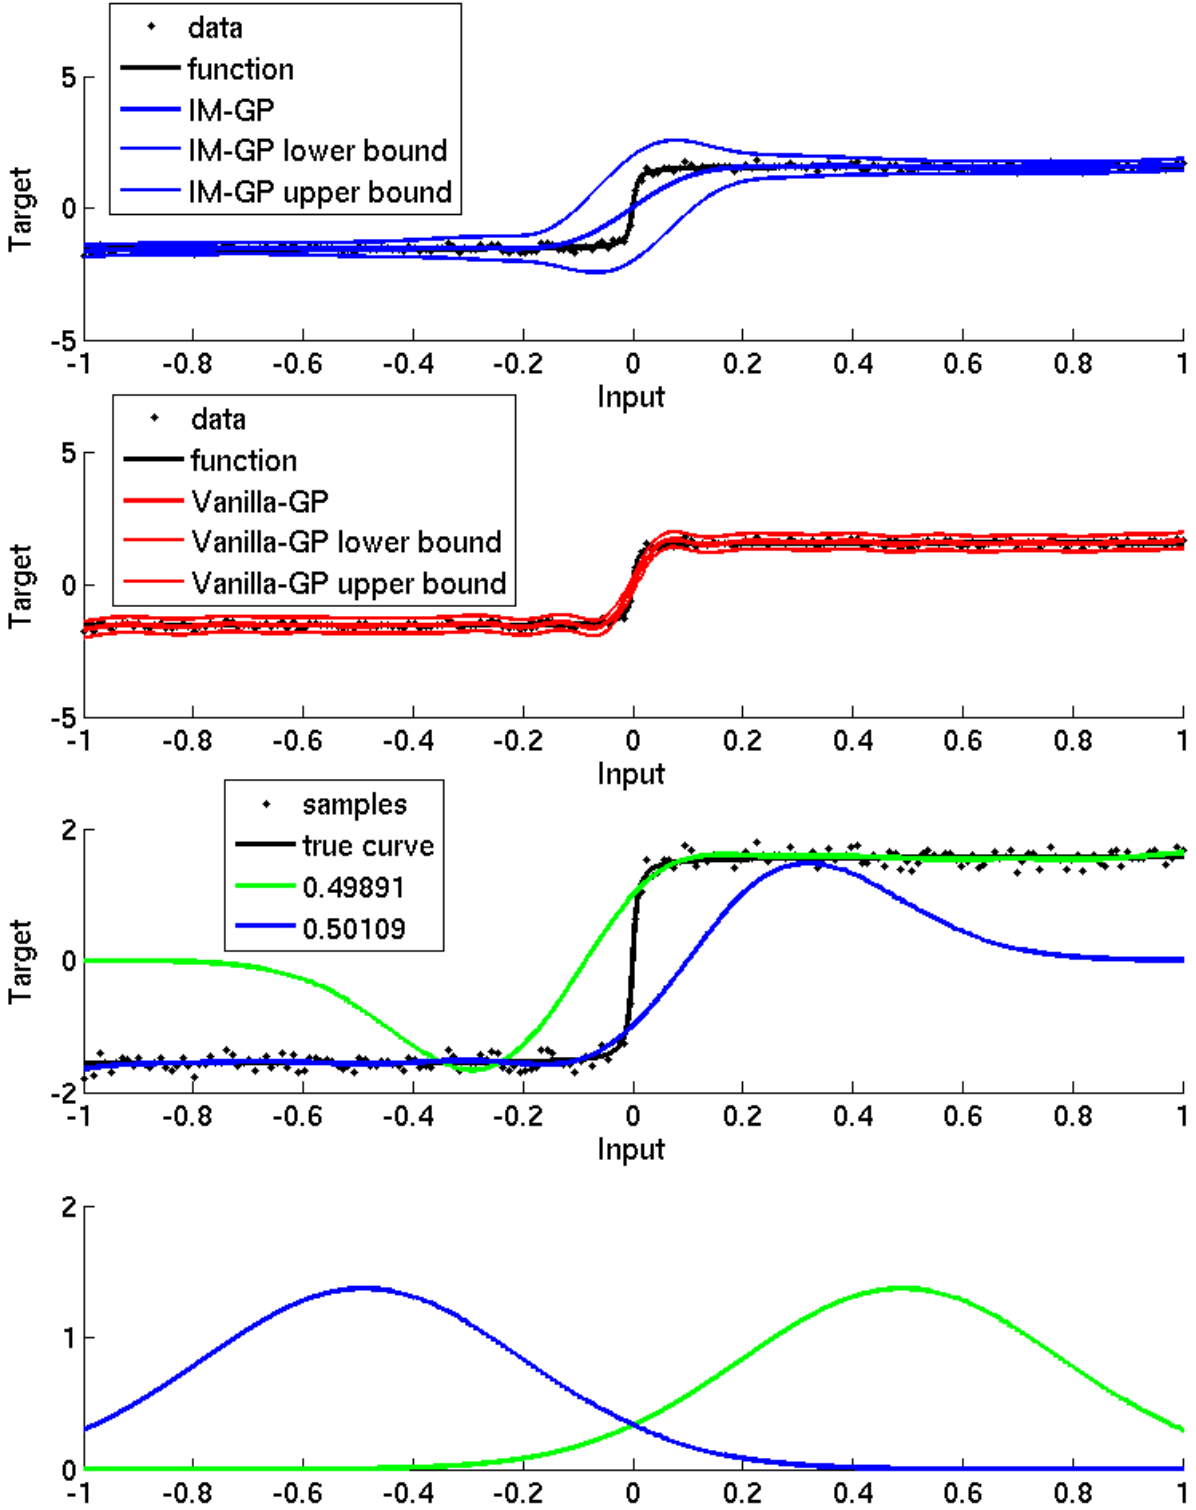 data
function
IM-GP
IM-GP lower bound
IM-GP upper bound
5
0
-5
Target
-1 -0.8 -0.6 -0.4 -0.2 0 0.2 0.4 0.6 0.8 1
Input
data
function
Vanilla-GP
Vanilla-GP lower bound
Vanilla-GP upper bound
5
0
-5
Target
-1 -0.8 -0.6 -0.4 -0.2 0 0.2 0.4 0.6 0.8 1
Input
samples
true curve
0.49891
0.50109
2
0
-2
Target
-1 -0.8 -0.6 -0.4 -0.2 0 0.2 0.4 0.6 0.8 1
Input
2
1
0
-1 -0.8 -0.6 -0.4 -0.2 0 0.2 0.4 0.6 0.8 1